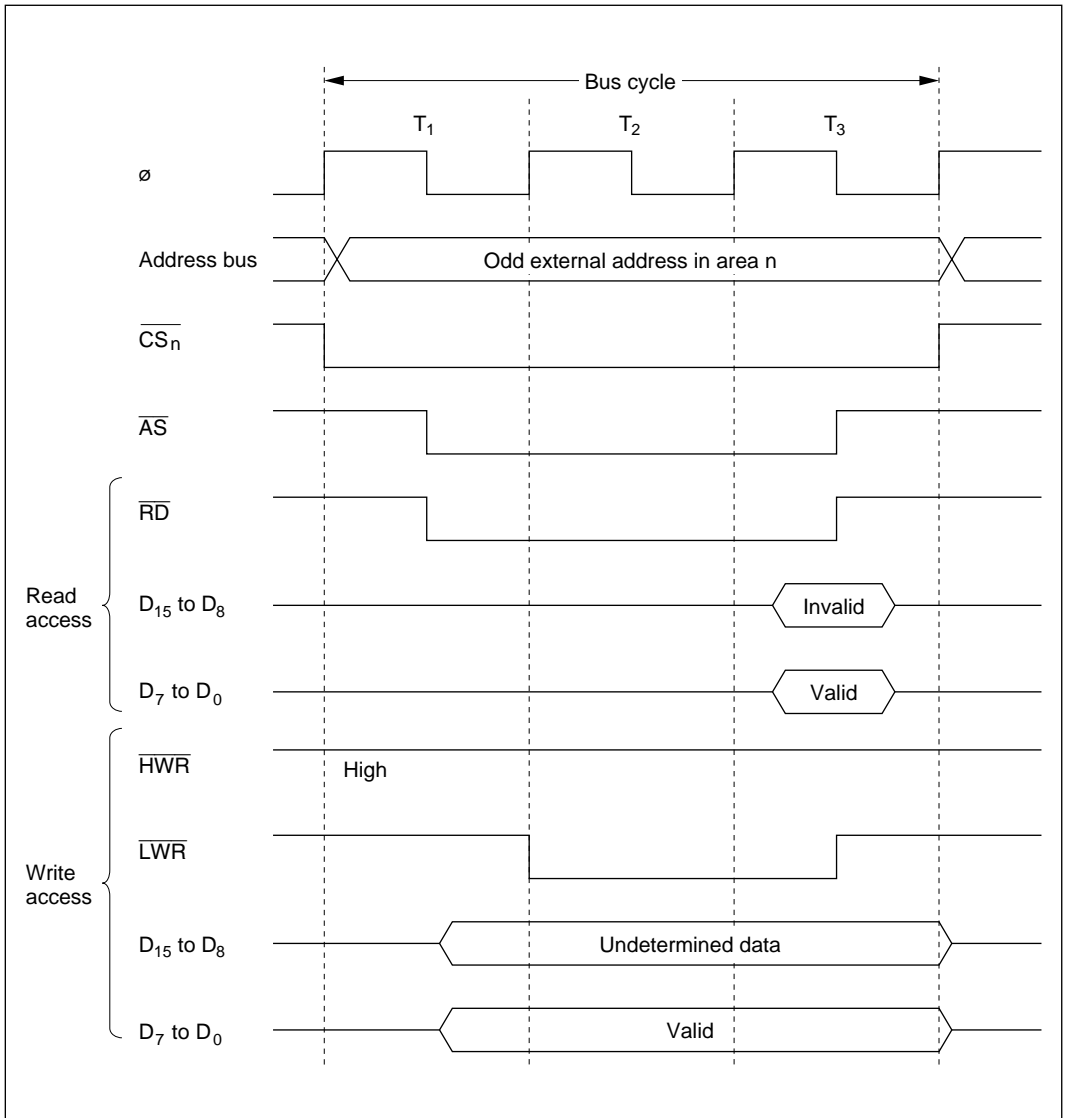 Bus cycle
T1 T2 T3
ø
Address bus Odd external address in area n
CSn
AS
RD
Read access
D15 to D8 Invalid
D7 to D0 Valid
HWR High
LWR
Write access
D15 to D8 Undetermined data
D7 to D0 Valid